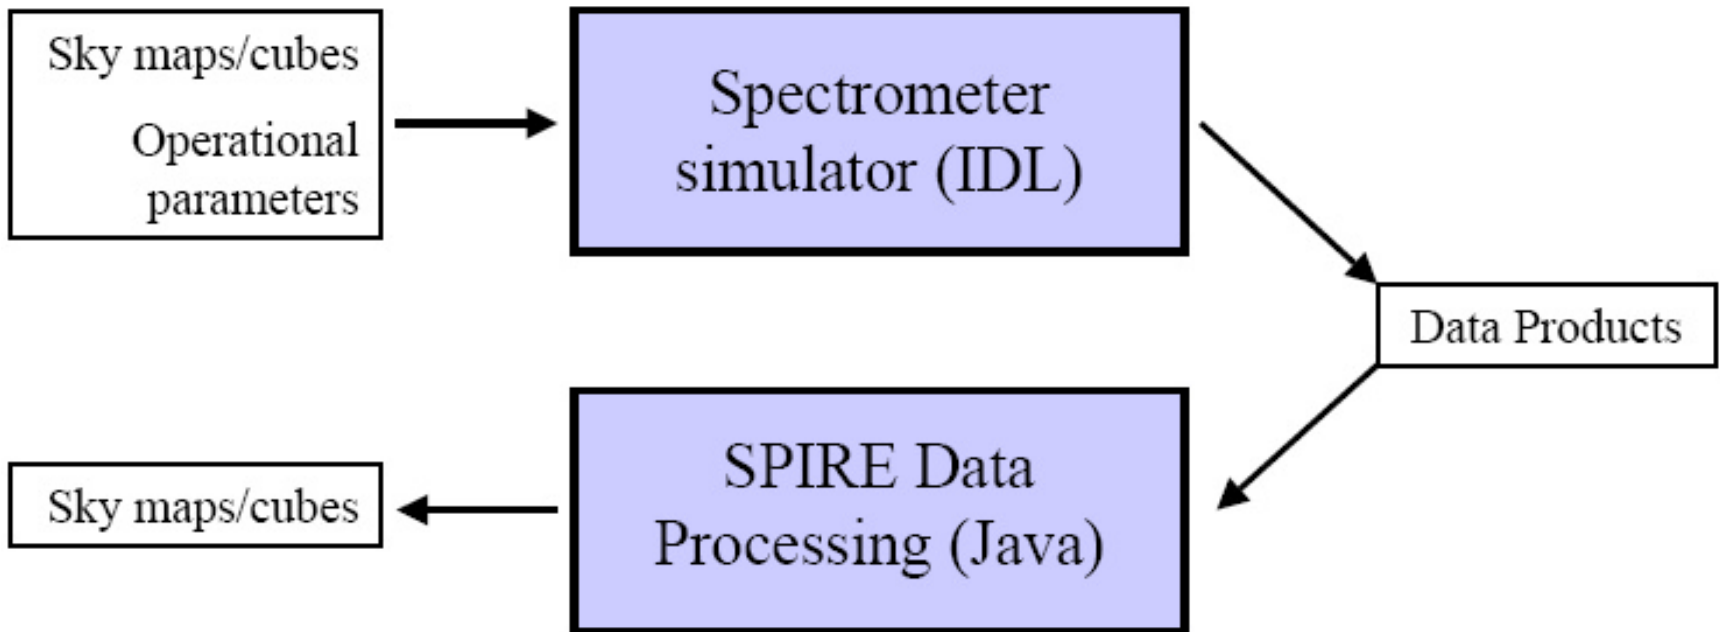 Sky maps/cubes
Operational
parameters
Spectrometer
simulator (IDL)
Data Products
SPIRE Data
Processing (Java)
Sky maps/cubes